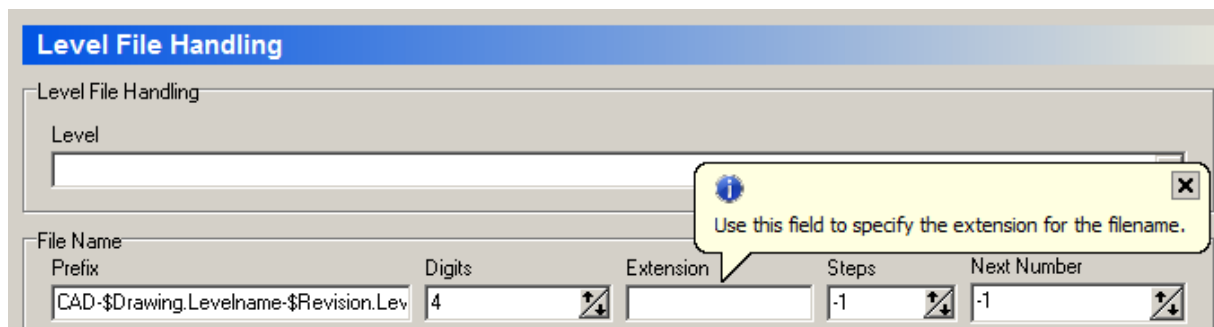 Level File Handling
Level File Handling
Level
Use this field to specify the extension for the filename.
File Name
Prefix Digits Extension Steps Next Number
CAD-$Drawing.Levelname-$Revision.Lev 4 -1 -1